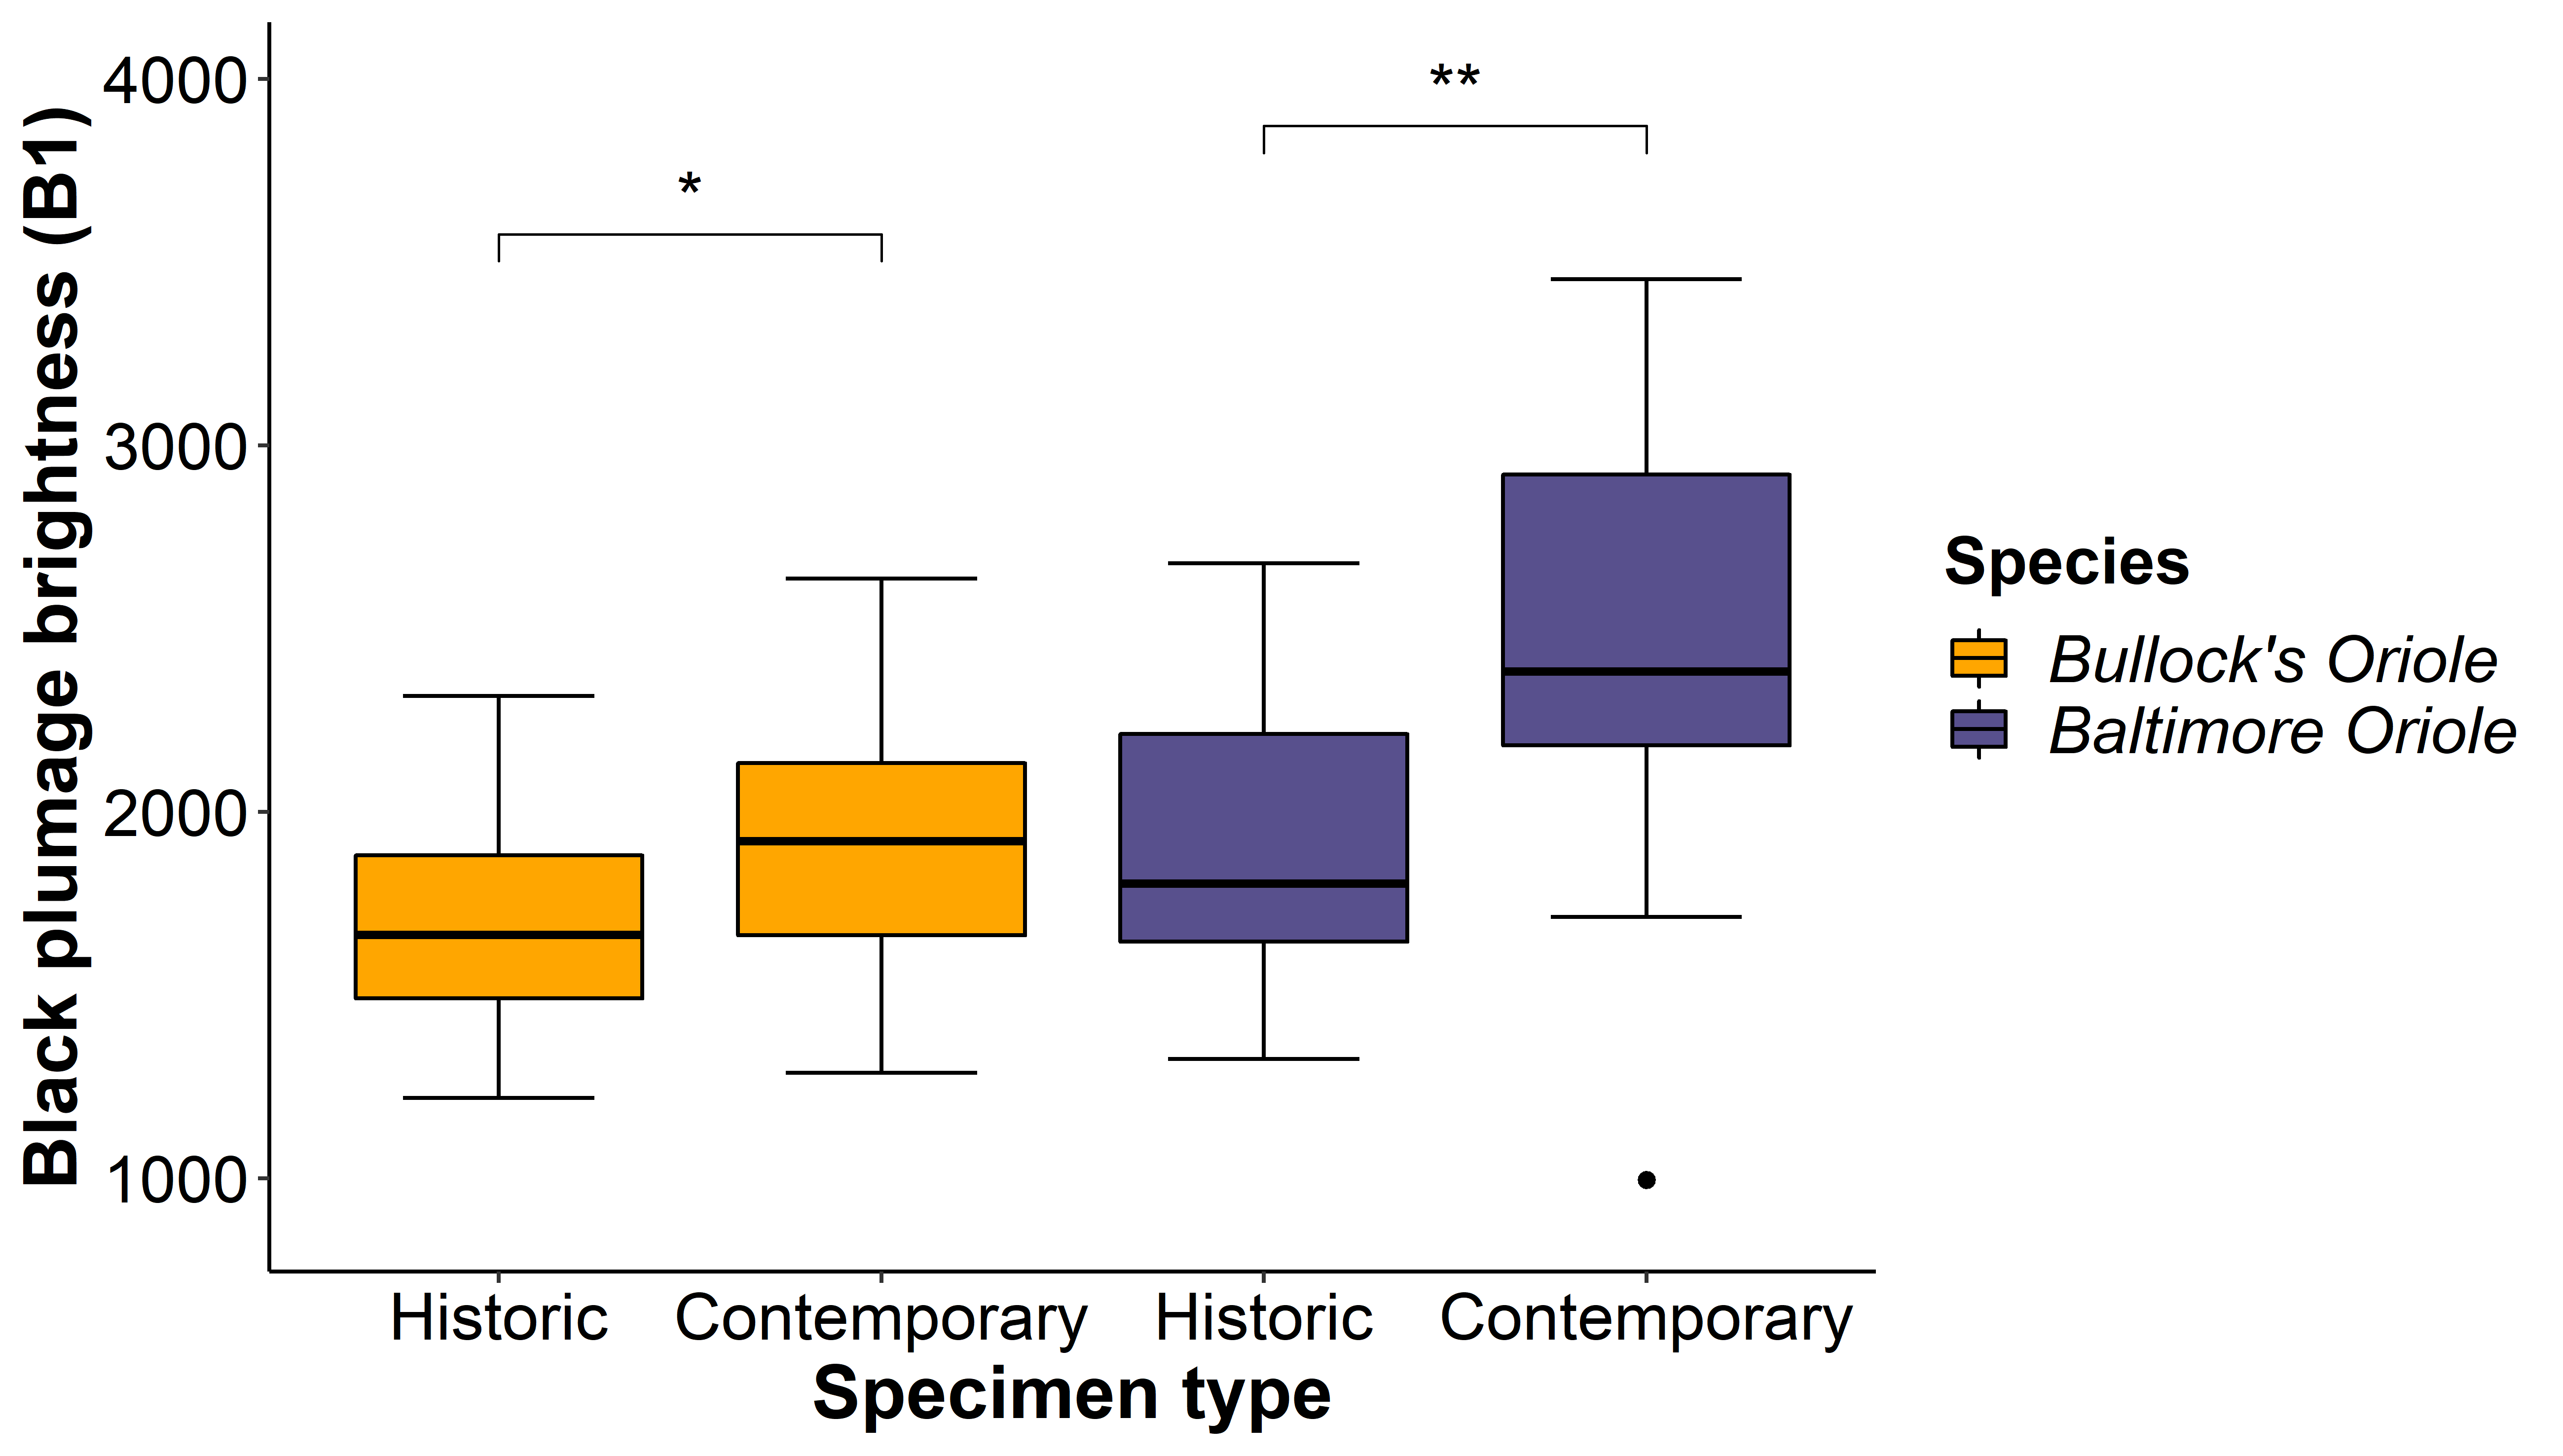 Black plumage brightness (B1)
4000
3000
2000
1000
*
**
Historic
Contemporary
Historic
Contemporary
Specimen type
Species
Bullock's Oriole
Baltimore Oriole